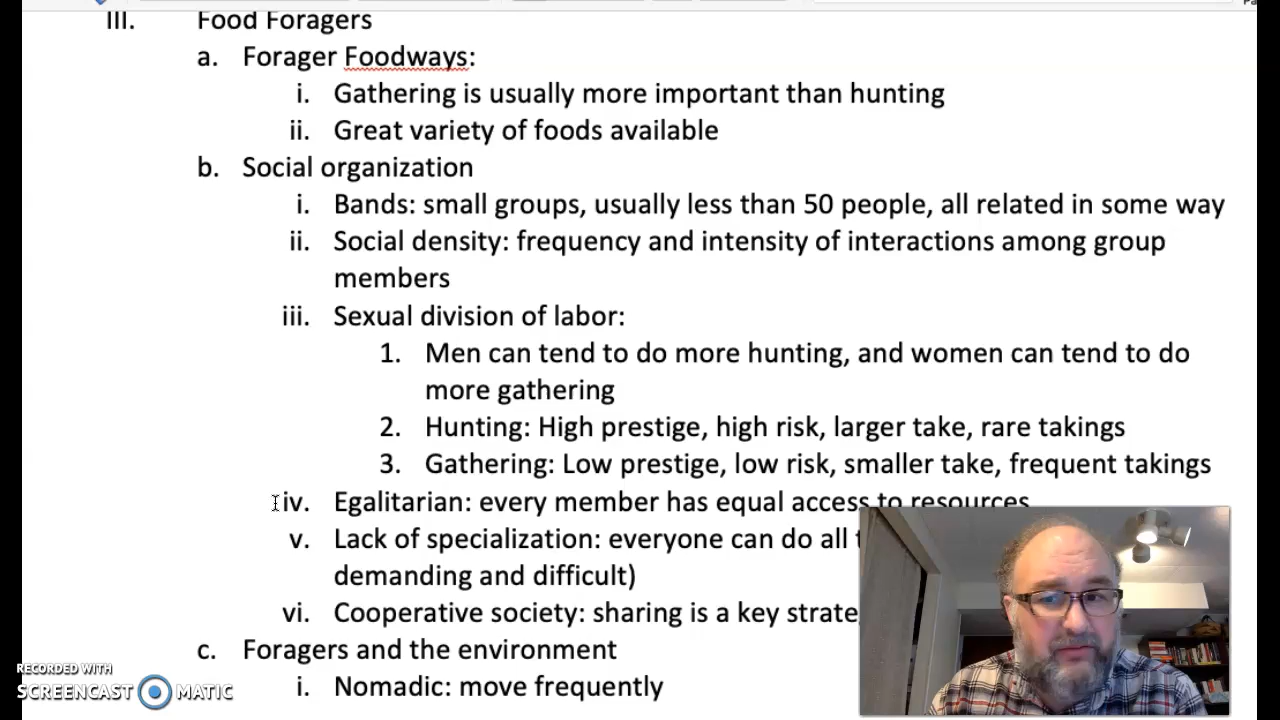 III. Food Foragers
a. Forager Foodways:
i. Gathering is usually more important than hunting
ii. Great variety of foods available
b. Social organization
i. Bands: small groups, usually less than 50 people, all related in some way
ii. Social density: frequency and intensity of interactions among group
members
iii. Sexual division of labor:
1. Men can tend to do more hunting, and women can tend to do
more gathering
2. Hunting: High prestige, high risk, larger take, rare takings
3. Gathering: Low prestige, low risk, smaller take, frequent takings
iv. Egalitarian: every member has equal access to resources
v. Lack of specialization: everyone can do all
demanding and difficult)
vi. Cooperative society: sharing is a key
c. Foragers and the environment
i. Nomadic: move frequently
RECORDED WITH
SCREENCAST MATIC